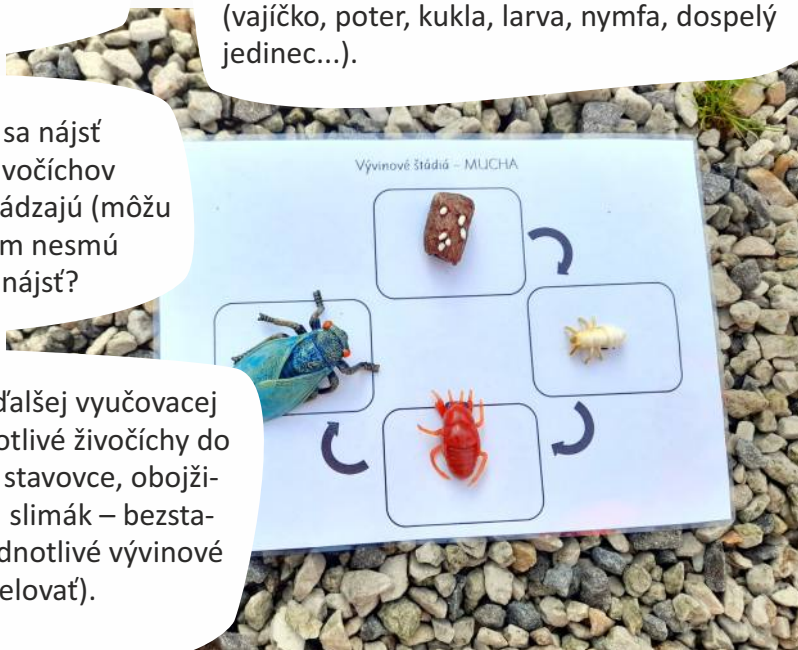 (vajíčko, poter, kukla, larva, nymfa, dospelý
jedinec...).
sa nájsť
vočíchov
ádzajú (môžu
m nesmú
nájsť?
Vývinové štádiá – MUCHA
ďalšej vyučovacej
otlivé živočíchy do
stavovce, obojži-
slimák – bezsta-
dnotlivé vývinové
elovať).